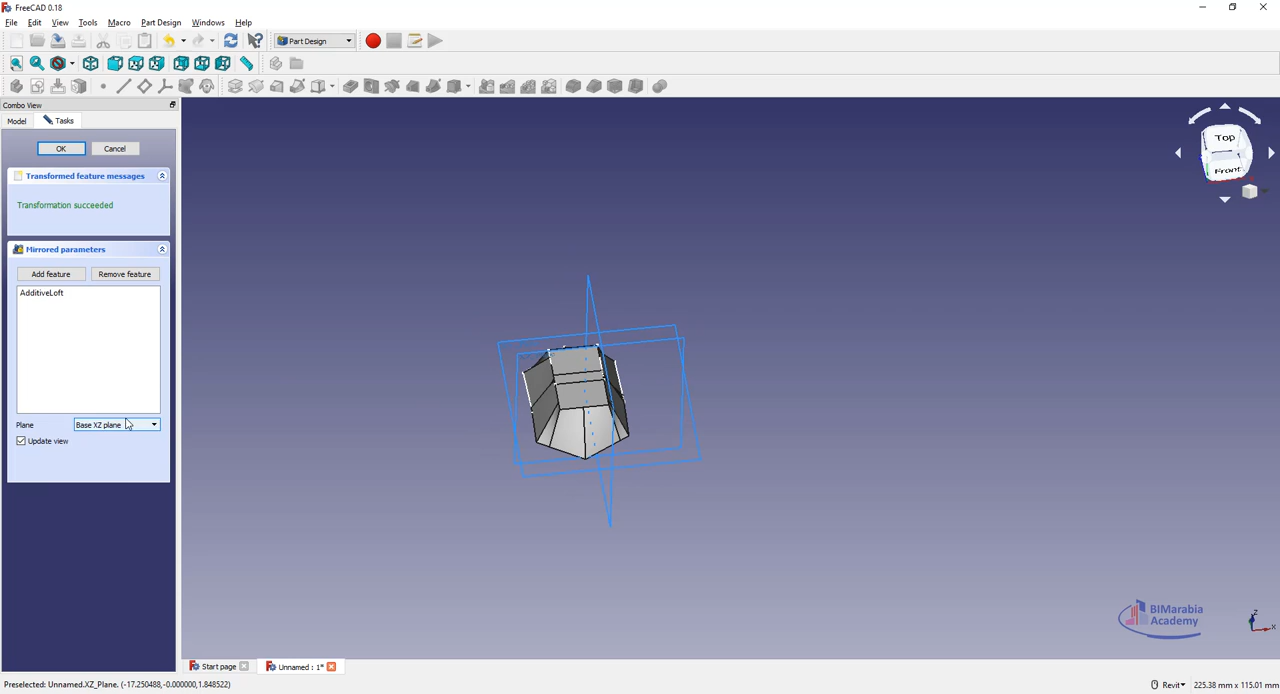 FreeCAD 0.18
File Edit View Tools Macro Part Design Windows Help
Part Design
Combo View
Model Tasks
OK Cancel
Transformed feature messages
Transformation succeeded
Mirrored parameters
Add feature Remove feature
AdditiveLoft
Plane Base XZ plane
Update view
Top
Front
BIMarabia
Academy
Z
X
Start page Unnamed : 1*
Preselected: Unnamed.XZ_Plane. (-17.250488,-0.000000,1.848522) Revit 225.38 mm x 115.01 mm